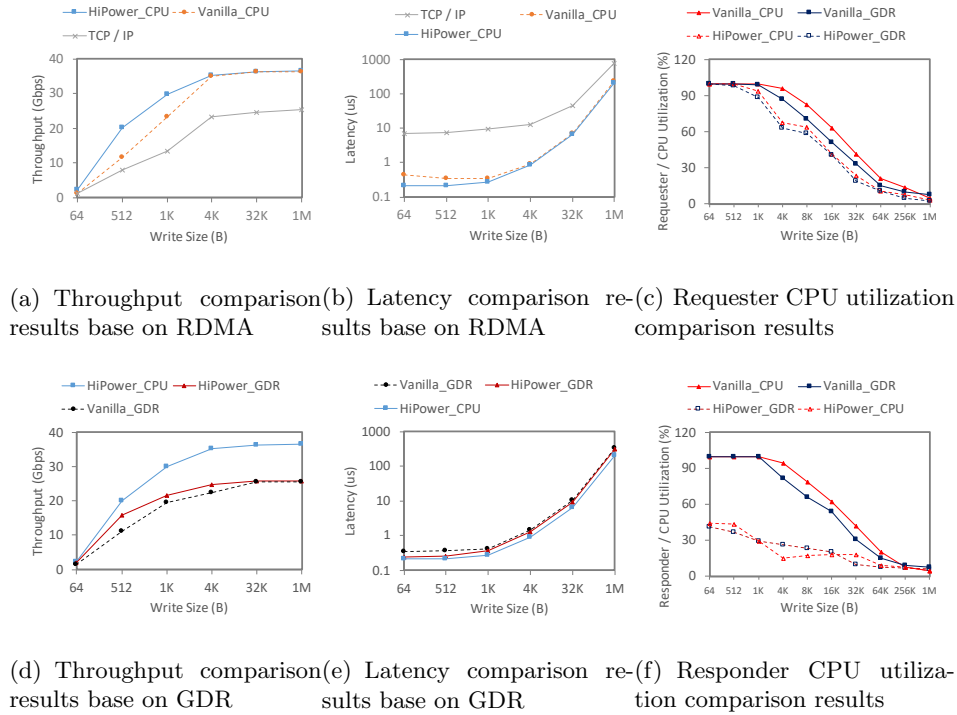 HiPower_CPU Vanilla_CPU
TCP / IP
Throughput (Gbps)
40
30
20
10
0
64 512 1K 4K 32K 1M
Write Size (B)
TCP / IP Vanilla_CPU
HiPower_CPU
Latency (us)
1000
100
10
1
0.1
64 512 1K 4K 32K 1M
Write Size (B)
Vanilla_CPU Vanilla_GDR
HiPower_CPU HiPower_GDR
Requester / CPU Utilization (%)
120
90
60
30
0
64 512 1K 4K 8K 16K 32K 64K 256K 1M
Write Size (B)
(a) Throughput comparison
results base on RDMA
(b) Latency comparison re-
sults base on RDMA
(c) Requester CPU utilization
comparison results
HiPower_CPU HiPower_GDR
Vanilla_GDR
Throughput (Gbps)
40
30
20
10
0
64 512 1K 4K 32K 1M
Write Size (B)
Vanilla_GDR HiPower_GDR
HiPower_CPU
Latency (us)
1000
100
10
1
0.1
64 512 1K 4K 32K 1M
Write Size (B)
Vanilla_CPU Vanilla_GDR
HiPower_GDR HiPower_CPU
Responder / CPU Utilization (%)
120
90
60
30
0
64 512 1K 4K 8K 16K 32K 64K 256K 1M
Write Size (B)
(d) Throughput comparison
results base on GDR
(e) Latency comparison re-
sults base on GDR
(f) Responder CPU utiliza-
tion comparison results